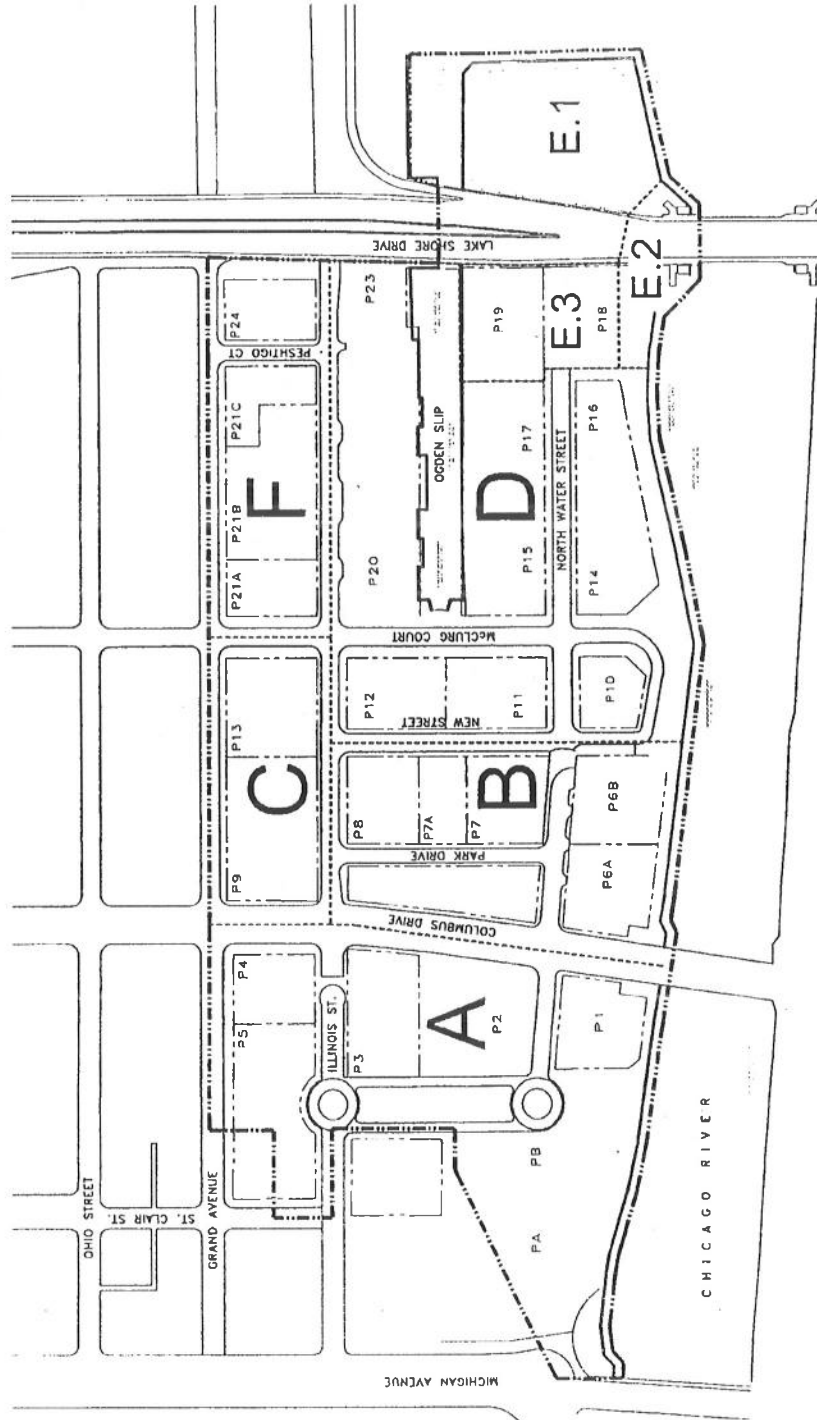 OHIO STREET
ST. CLAIR ST.
GRAND AVENUE
MICHIGAN AVENUE
P5
P4
P9
P13
P21A
P21B
P21C
P24
C
F
PESHTIGO CT
ILLINOIS ST.
P3
A
P2
P1
PA
PB
COLUMBUS DRIVE
PARK DRIVE
P8
P7A
P7
B
P6A
P6B
NEW STREET
P12
P11
P10
McCLURG COURT
P20
P23
OGDEN SLIP
D
P15
P17
P19
NORTH WATER STREET
P14
P16
P18
E.3
E.2
E.1
LAKE SHORE DRIVE
CHICAGO RIVER